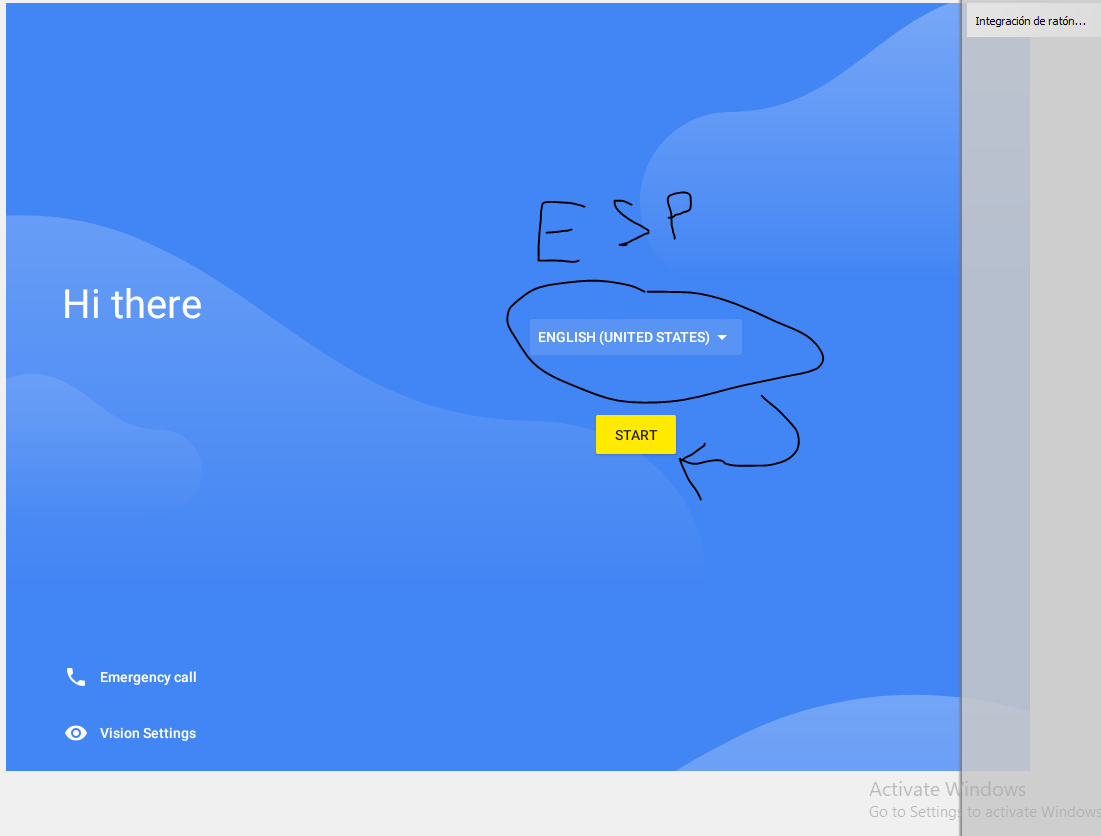 Integración de ratón...
E S P
Hi there
ENGLISH (UNITED STATES)
START
Emergency call
Vision Settings
Activate Windows
Go to Settings to activate Windows